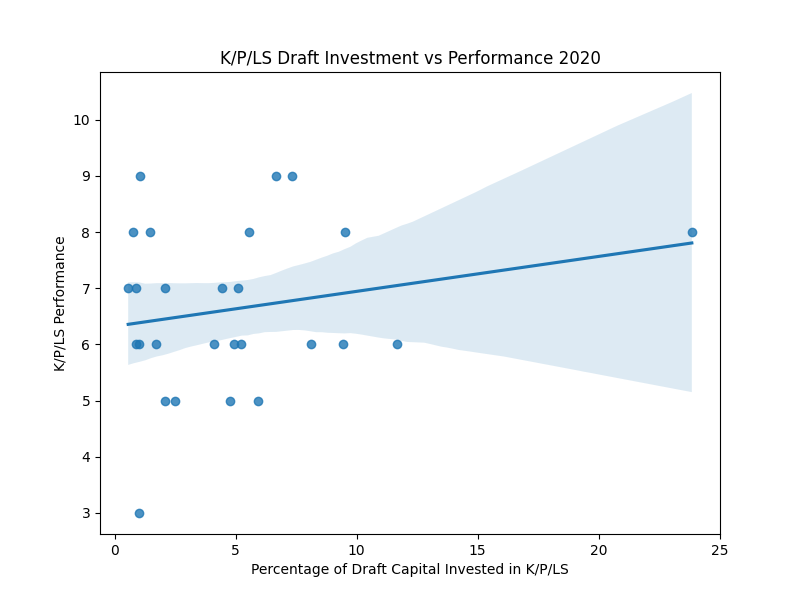 K/P/LS Draft Investment vs Performance 2020
10
9
8
7
6
5
4
3
K/P/LS Performance
0 5 10 15 20 25
Percentage of Draft Capital Invested in K/P/LS